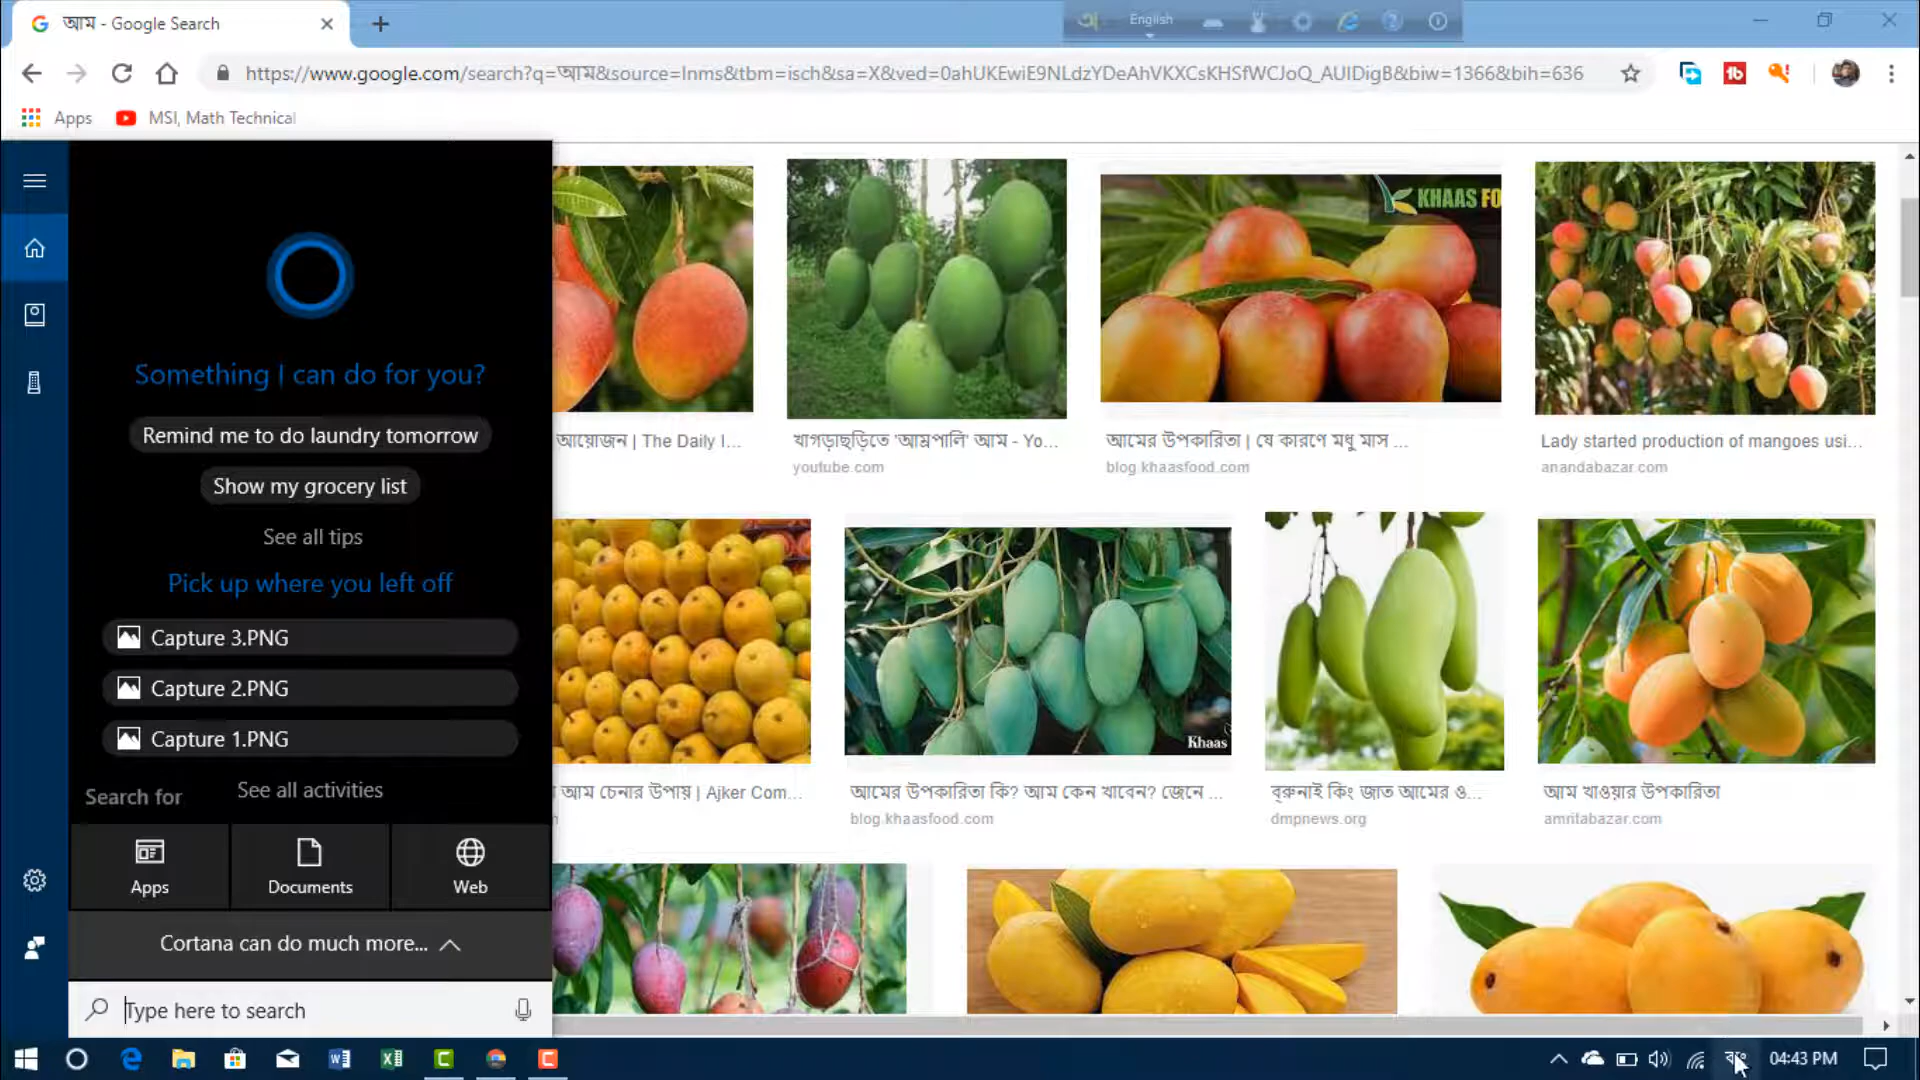 আম - Google Search
English
https://www.google.com/search?q=আম&source=lnms&tbm=isch&sa=X&ved=0ahUKEwiE9NLdzYDeAhVKXCsKHSfWCJoQ_AUIDigB&biw=1366&bih=636
Apps
MSI, Math Technical
Something I can do for you?
Remind me to do laundry tomorrow
Show my grocery list
See all tips
Pick up where you left off
Capture 3.PNG
Capture 2.PNG
Capture 1.PNG
See all activities
Search for
Apps
Documents
Web
Cortana can do much more...
Type here to search
KHAAS FO
আয়োজন | The Daily I...
খাগড়াছড়িতে 'আম্রপালি' আম - Yo...
youtube.com
আমের উপকারিতা | যে কারণে মধু মাস ...
blog.khaasfood.com
Lady started production of mangoes usi...
anandabazar.com
Khaas
আম চেনার উপায় | Ajker Com...
আমের উপকারিতা কি? আম কেন খাবেন? জেনে ...
blog.khaasfood.com
ব্রুনাই কিং জাত আমের ও...
dmpnews.org
আম খাওয়ার উপকারিতা
amritabazar.com
04:43 PM